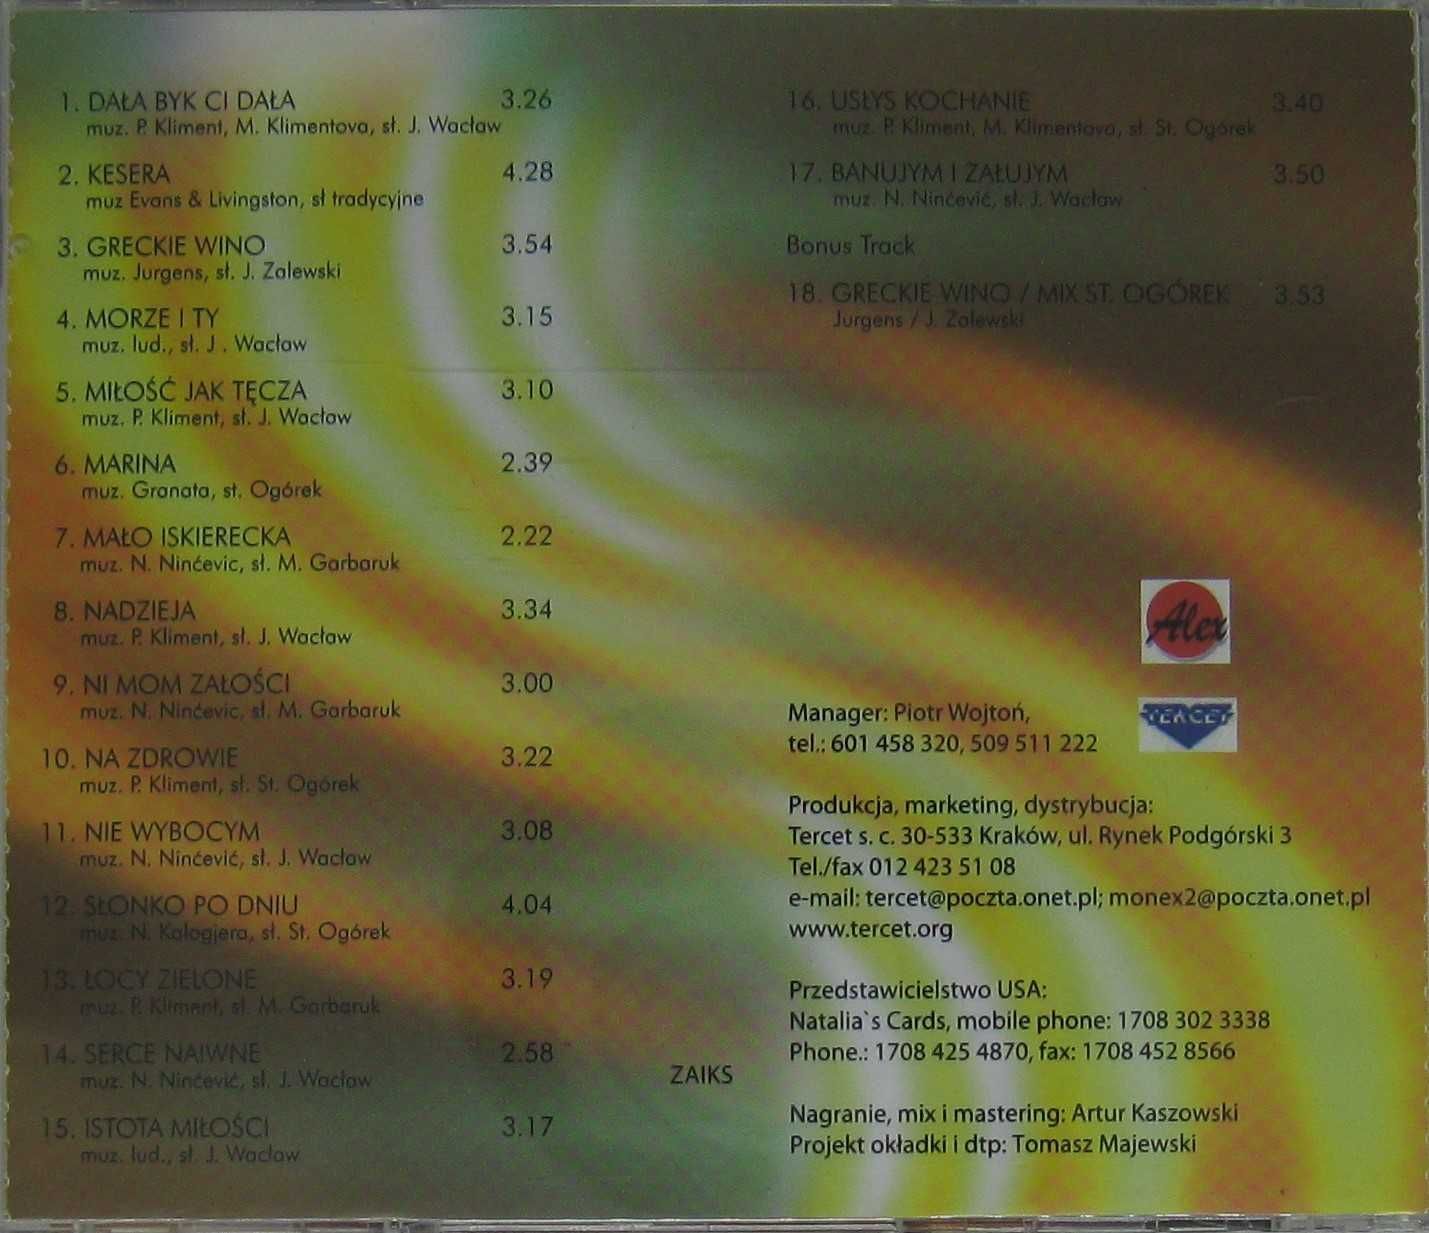 1. DAŁA BYK CI DAŁA 3.26
muz. P. Kliment, M. Klimentova, sł. J. Wacław
2. KESERA 4.28
muz Evans & Livingston, sł tradycyjne
3. GRECKIE WINO 3.54
muz. Jurgens, sł. J. Zalewski
4. MORZE I TY 3.15
muz. lud., sł. J . Wacław
5. MIŁOŚĆ JAK TĘCZA 3.10
muz. P. Kliment, sł. J. Wacław
6. MARINA 2.39
muz. Granata, st. Ogórek
7. MAŁO ISKIERECKA 2.22
muz. N. Ninćevic, sł. M. Garbaruk
8. NADZIEJA 3.34
muz. P. Kliment, sł. J. Wacław
9. NI MOM ZAŁOŚCI 3.00
muz. N. Ninćevic, sł. M. Garbaruk
10. NA ZDROWIE 3.22
muz. P. Kliment, sł. St. Ogórek
11. NIE WYBOCYM 3.08
muz. N. Ninćević, sł. J. Wacław
12. SŁONKO PO DNIU 4.04
muz. N. Kalogjera, sł. St. Ogórek
13. ŁOCY ZIELONE 3.19
muz. P. Kliment, sł. M. Garbaruk
14. SERCE NAIWNE 2.58
muz. N. Ninćević, sł. J. Wacław
15. ISTOTA MIŁOŚCI 3.17
muz. lud., sł. J. Wacław
ZAIKS
16. USŁYS KOCHANIE 3.40
muz. P. Kliment, M. Klimentova, sł. St. Ogórek
17. BANUJYM I ZAŁUJYM 3.50
muz. N. Ninćević, sł. J. Wacław
Bonus Track
18. GRECKIE WINO / MIX ST. OGÓREK 3.53
Jurgens / J. Zalewski
Alex
TERCET
Manager: Piotr Wojtoń,
tel.: 601 458 320, 509 511 222
Produkcja, marketing, dystrybucja:
Tercet s. c. 30-533 Kraków, ul. Rynek Podgórski 3
Tel./fax 012 423 51 08
e-mail: tercet@poczta.onet.pl; monex2@poczta.onet.pl
www.tercet.org
Przedstawicielstwo USA:
Natalia`s Cards, mobile phone: 1708 302 3338
Phone.: 1708 425 4870, fax: 1708 452 8566
Nagranie, mix i mastering: Artur Kaszowski
Projekt okładki i dtp: Tomasz Majewski